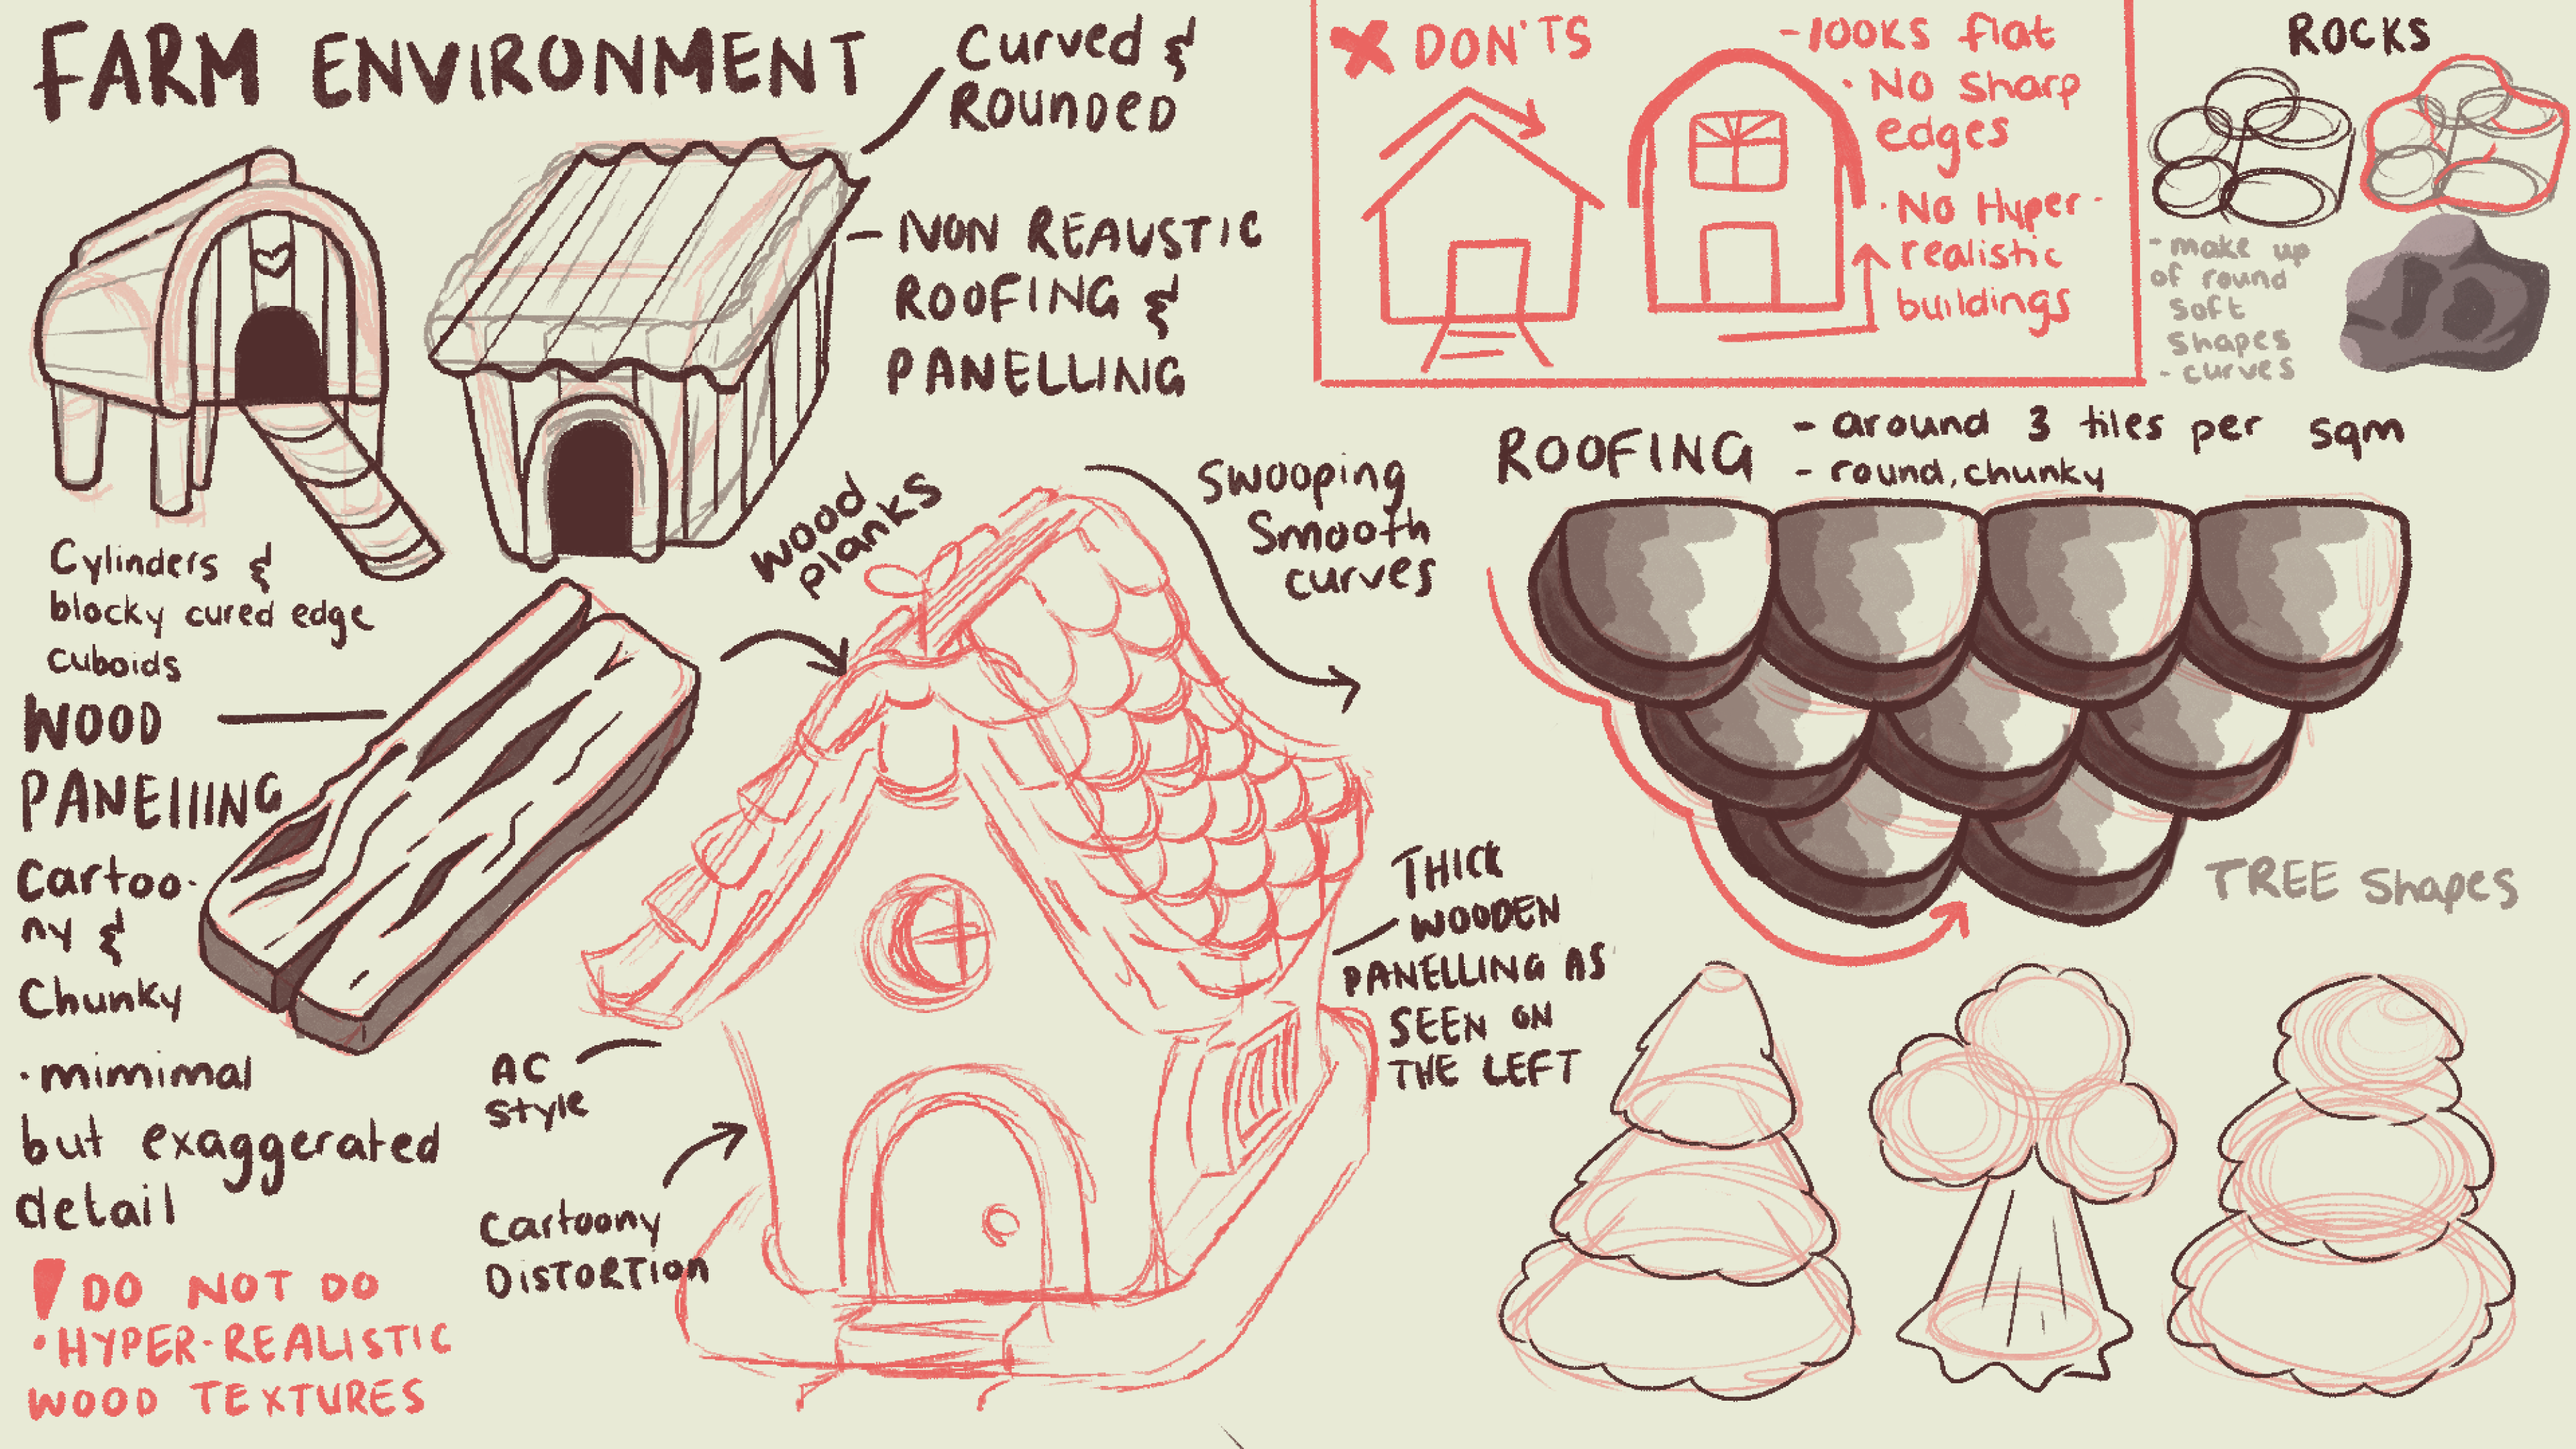 FARM ENVIRONMENT
Curved &
Rounded
- NON REALISTIC
ROOFING &
PANELLING
Cylinders &
blocky cured edge
cuboids
WOOD
PANElllNG
Cartoo-
ny &
Chunky
· mimimal
but exaggerated
detail
! DO NOT DO
· HYPER-REALISTIC
WOOD TEXTURES
wood
planks
Swooping
Smooth
curves
AC
Style
Cartoony
DISTORTION
THICK
WOODEN
PANELLING AS
SEEN ON
THE LEFT
X DON'TS
- looks flat
· No sharp
edges
· No Hyper-
realistic
buildings
ROCKS
- make up
of round
soft
shapes
- curves
ROOFING
- around 3 tiles per sqm
- round, chunky
TREE Shapes